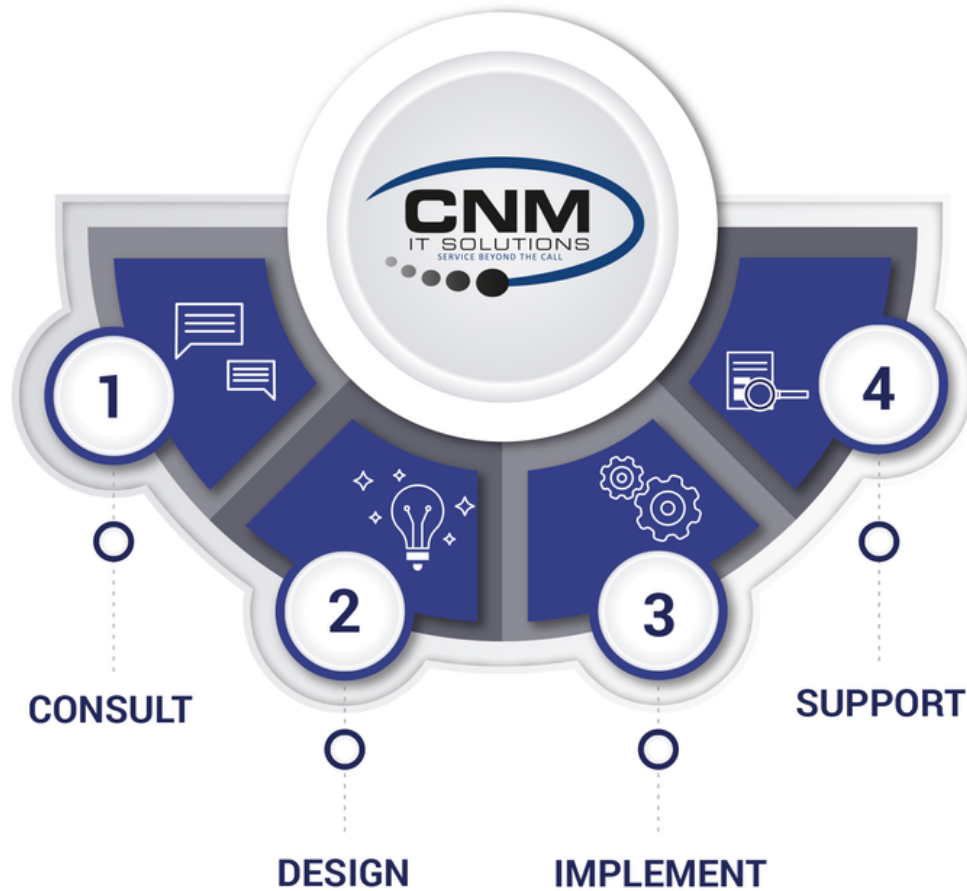 CNM
IT SOLUTIONS
SERVICE BEYOND THE CALL
1
2
3
4
CONSULT
DESIGN
IMPLEMENT
SUPPORT